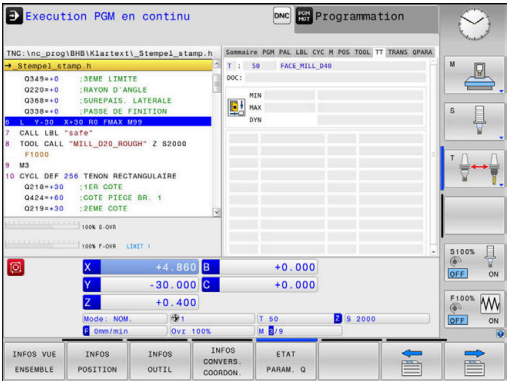 Execution PGM en continu
DNC
PGM MGT
Programmation
TNC:\nc_prog\BHB\Klartext\_Stempel_stamp.h
→_Stempel_stamp.h
Q349=+0 ;3EME LIMITE
Q220=+0 ;RAYON D'ANGLE
Q368=+0 ;SUREPAIS. LATERALE
Q338=+0 ;PASSE DE FINITION
6 L Y-30 X+30 R0 FMAX M99
7 CALL LBL "safe"
8 TOOL CALL "MILL_D20_ROUGH" Z S2000
F1000
9 M3
10 CYCL DEF 256 TENON RECTANGULAIRE
Q218=+30 ;1ER COTE
Q424=+60 ;COTE PIECE BR. 1
Q219=+30 ;2EME COTE
Sommaire PGM PAL LBL CYC M POS TOOL TT TRANS QPARA
T : 50 FACE_MILL_D40
DOC:
MIN
MAX
DYN
100% S-OVR
100% F-OVR LIMIT 1
X +4.860 B +0.000
Y -30.000 C +0.000
Z +0.400
Mode: NOM. 1 T 50 Z S 2000
F 0mm/min Ovr 100% M 3/9
M
S
T
S100%
OFF ON
F100%
OFF ON
INFOS VUE ENSEMBLE
INFOS POSITION
INFOS OUTIL
INFOS CONVERS. COORDON.
ETAT PARAM. Q